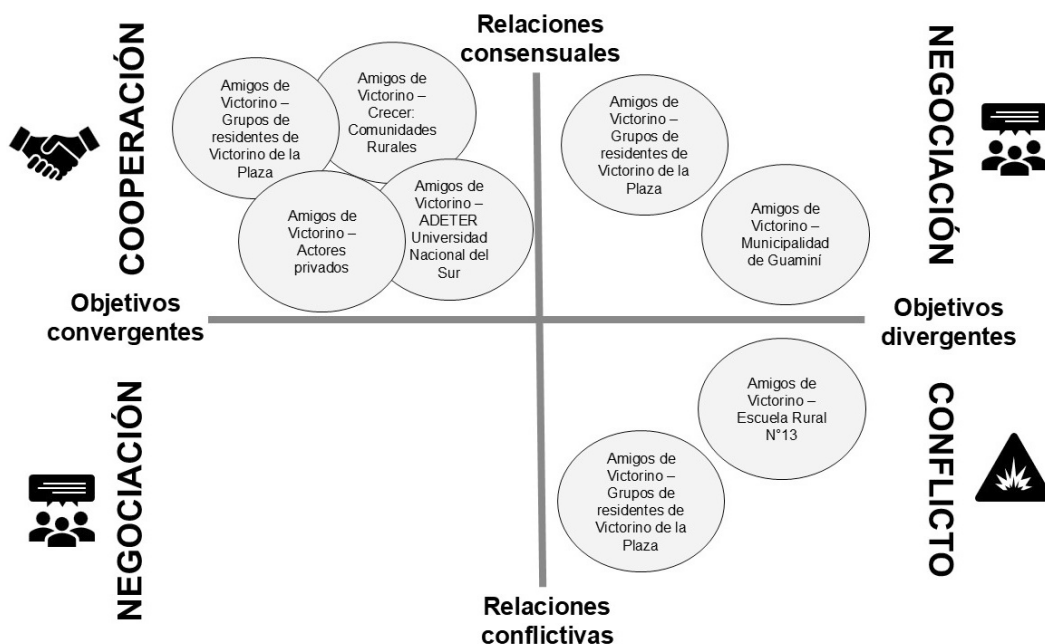 Relaciones
consensuales
COOPERACIÓN
NEGOCIACIÓN
Amigos de
Victorino –
Grupos de
residentes de
Victorino de la
Plaza
Amigos de
Victorino –
Crecer:
Comunidades
Rurales
Amigos de
Victorino –
Actores
privados
Amigos de
Victorino –
ADETER
Universidad
Nacional del
Sur
Amigos de
Victorino –
Grupos de
residentes de
Victorino de la
Plaza
Amigos de
Victorino –
Municipalidad
de Guaminí
Objetivos
convergentes
Objetivos
divergentes
NEGOCIACIÓN
CONFLICTO
Amigos de
Victorino –
Escuela Rural
N°13
Amigos de
Victorino –
Grupos de
residentes de
Victorino de la
Plaza
Relaciones
conflictivas